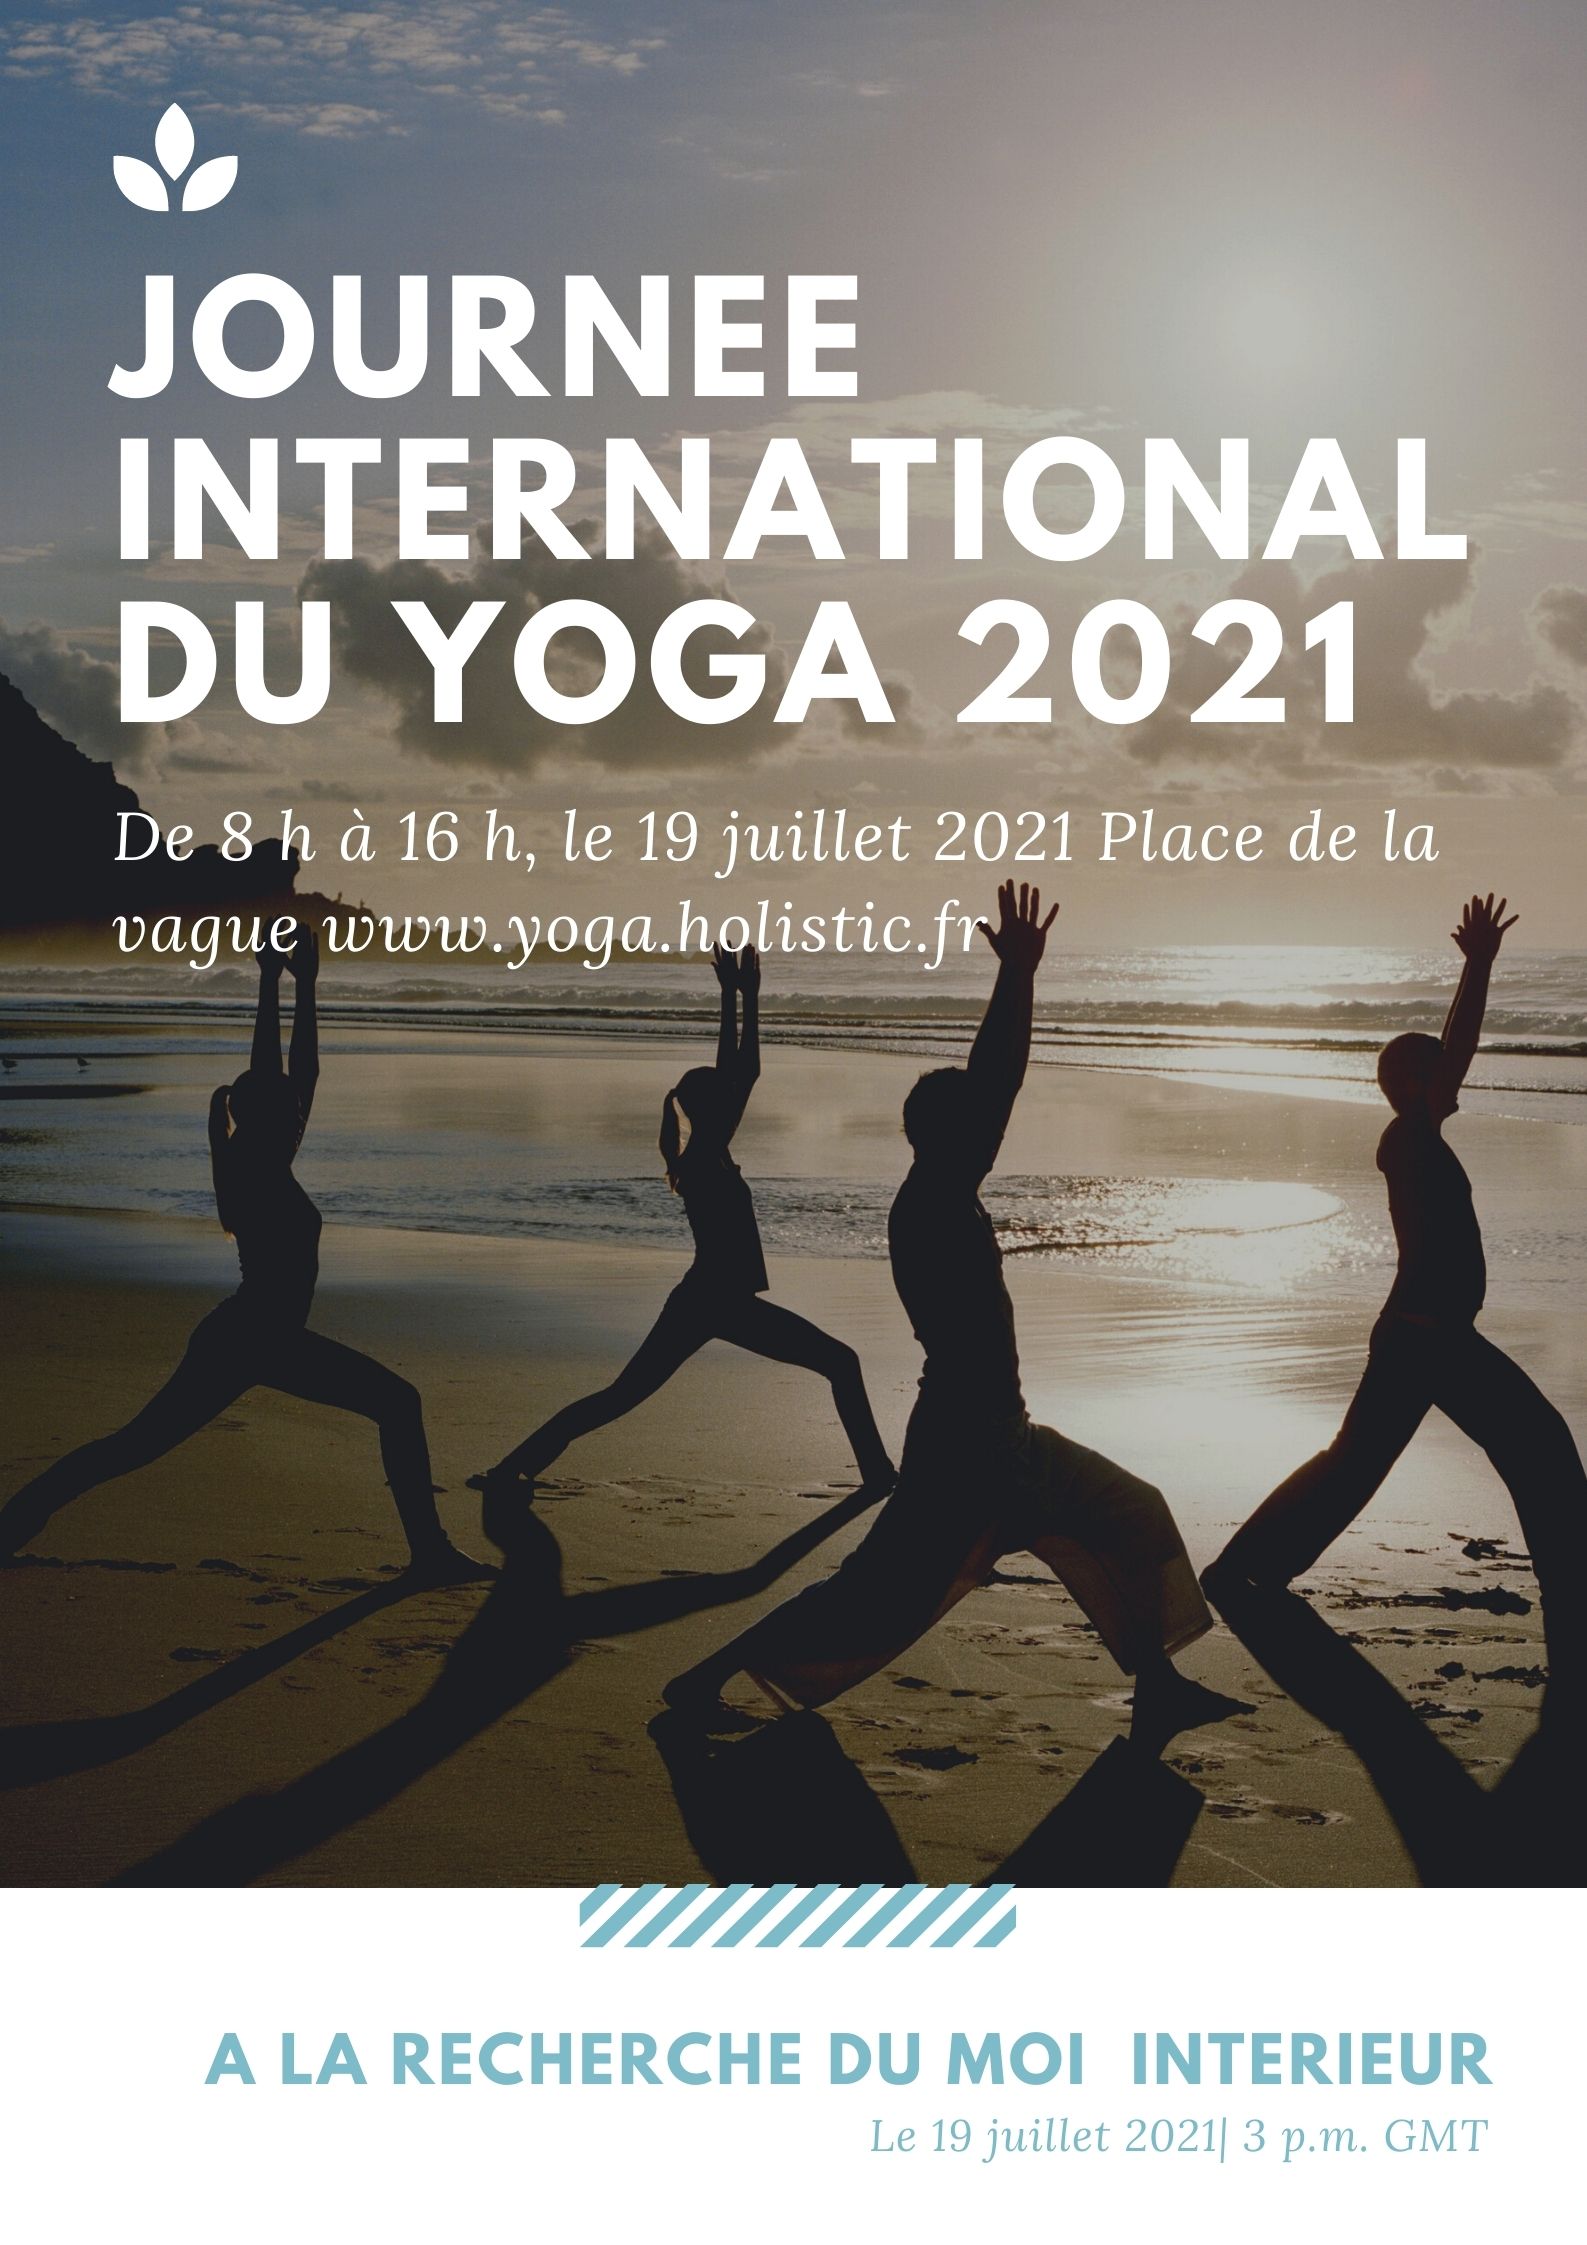 JOURNEE
INTERNATIONAL
DU YOGA 2021
De 8 h à 16 h, le 19 juillet 2021 Place de la
vague www.yoga.holistic.fr
A LA RECHERCHE DU MOI INTERIEUR
Le 19 juillet 2021| 3 p.m. GMT